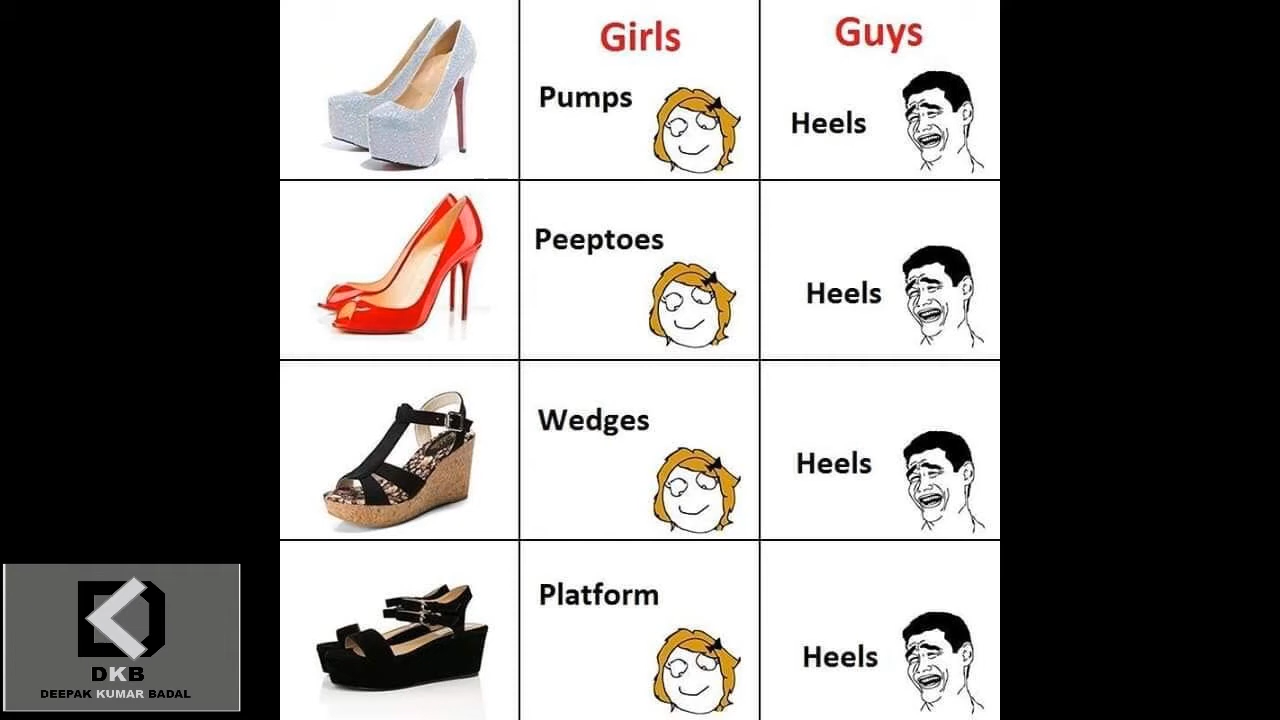 Girls
Guys
Pumps
Heels
Peeptoes
Heels
Wedges
Heels
Platform
Heels
DKB
DEEPAK KUMAR BADAL